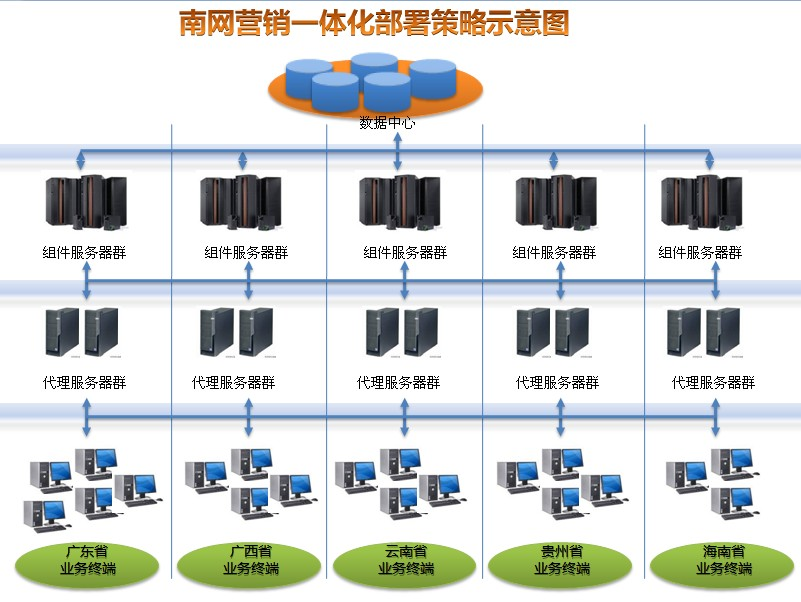 南网营销一体化部署策略示意图
数据中心
组件服务器群
组件服务器群
组件服务器群
组件服务器群
组件服务器群
代理服务器群
代理服务器群
代理服务器群
代理服务器群
代理服务器群
广东省
业务终端
广西省
业务终端
云南省
业务终端
贵州省
业务终端
海南省
业务终端